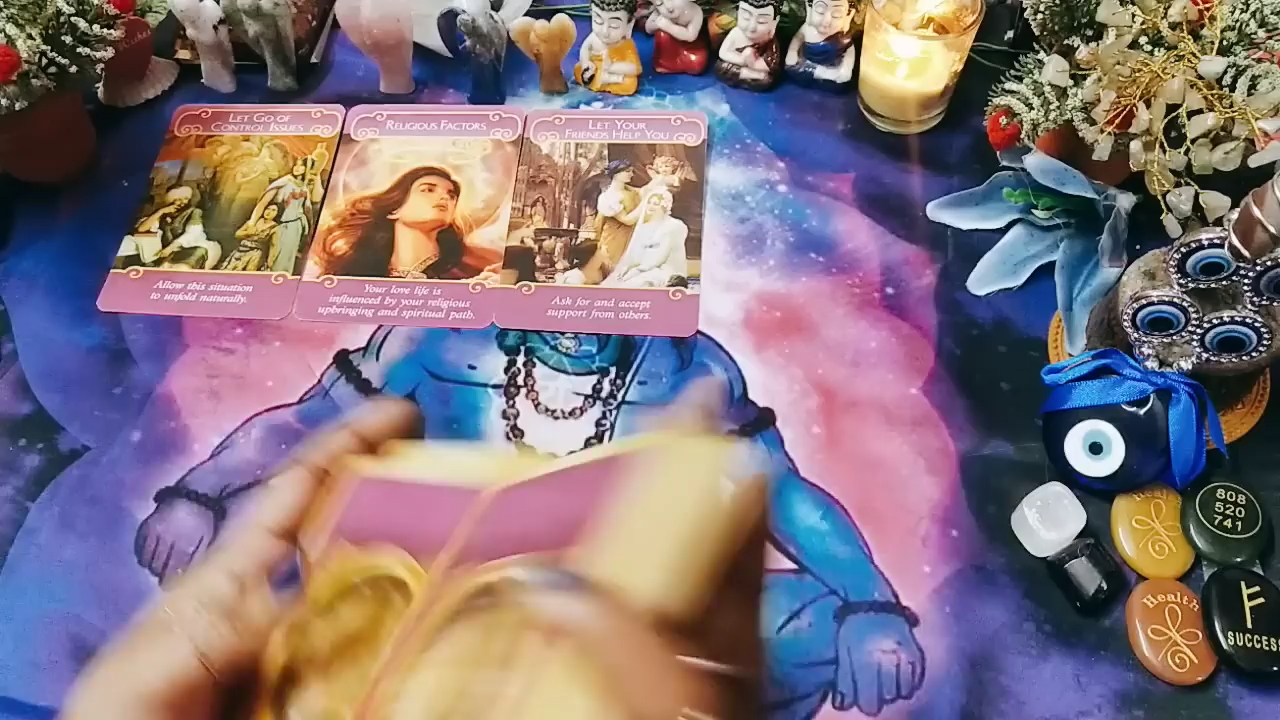 LET GO OF
CONTROL ISSUES
Allow this situation
to unfold naturally.
RELIGIOUS FACTORS
Your love life is
influenced by your religious
upbringing and spiritual path.
LET YOUR
FRIENDS HELP YOU
Ask for and accept
support from others.
808
520
741
Health
SUCCESS